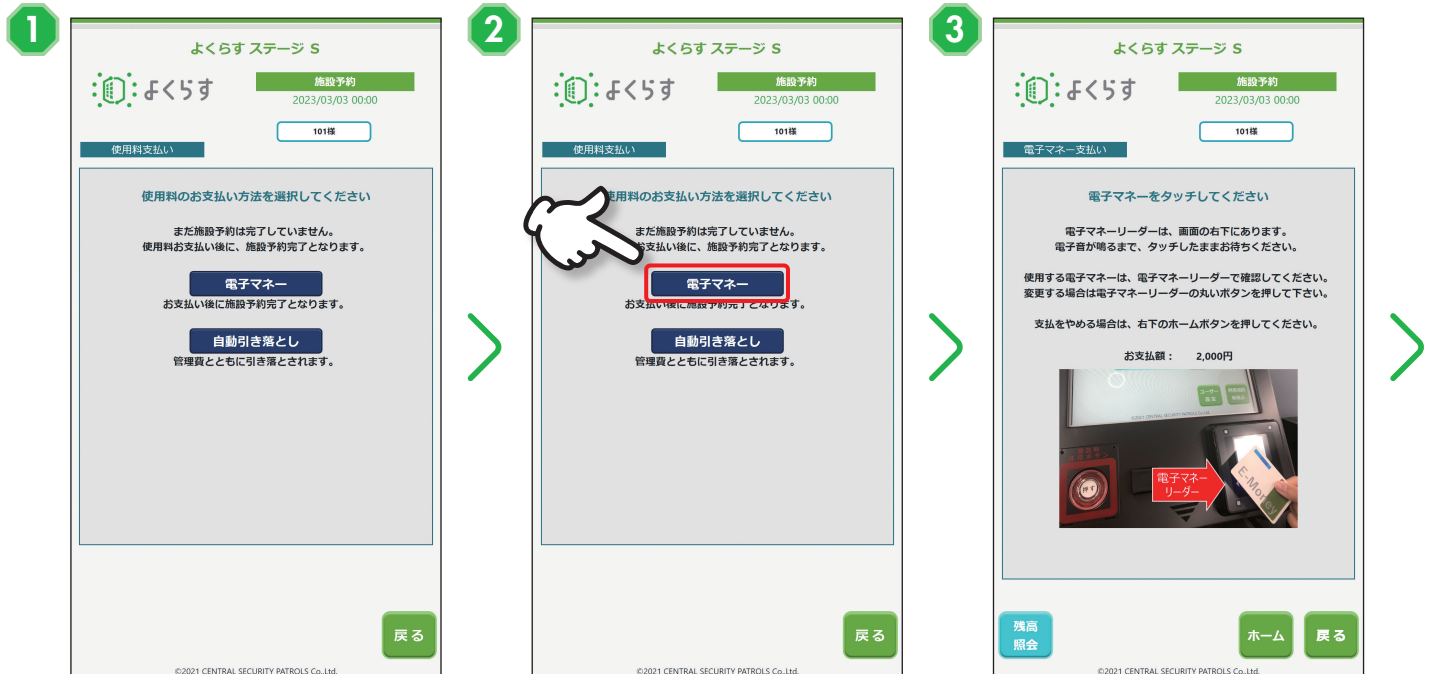 1
よくらす ステージ S
よくらす
施設予約
2023/03/03 00:00
101様
使用料支払い
使用料のお支払い方法を選択してください
まだ施設予約は完了していません。
使用料お支払い後に、施設予約完了となります。
電子マネー
お支払い後に施設予約完了となります。
自動引き落とし
管理費とともに引き落とされます。
戻る
©2021 CENTRAL SECURITY PATROLS Co.,Ltd.
2
よくらす ステージ S
よくらす
施設予約
2023/03/03 00:00
101様
使用料支払い
使用料のお支払い方法を選択してください
まだ施設予約は完了していません。
お支払い後に、施設予約完了となります。
電子マネー
お支払い後に施設予約完了となります。
自動引き落とし
管理費とともに引き落とされます。
戻る
©2021 CENTRAL SECURITY PATROLS Co.,Ltd.
3
よくらす ステージ S
よくらす
施設予約
2023/03/03 00:00
101様
電子マネー支払い
電子マネーをタッチしてください
電子マネーリーダーは、画面の右下にあります。
電子音が鳴るまで、タッチしたままお待ちください。
使用する電子マネーは、電子マネーリーダーで確認してください。
変更する場合は電子マネーリーダーの丸いボタンを押して下さい。
支払をやめる場合は、右下のホームボタンを押してください。
お支払額： 2,000円
©2021 CENTRAL SECURITY PATROLS Co.,Ltd.
押す
電子マネー
リーダー
E-Money
残高
照会
ホーム
戻る
©2021 CENTRAL SECURITY PATROLS Co.,Ltd.